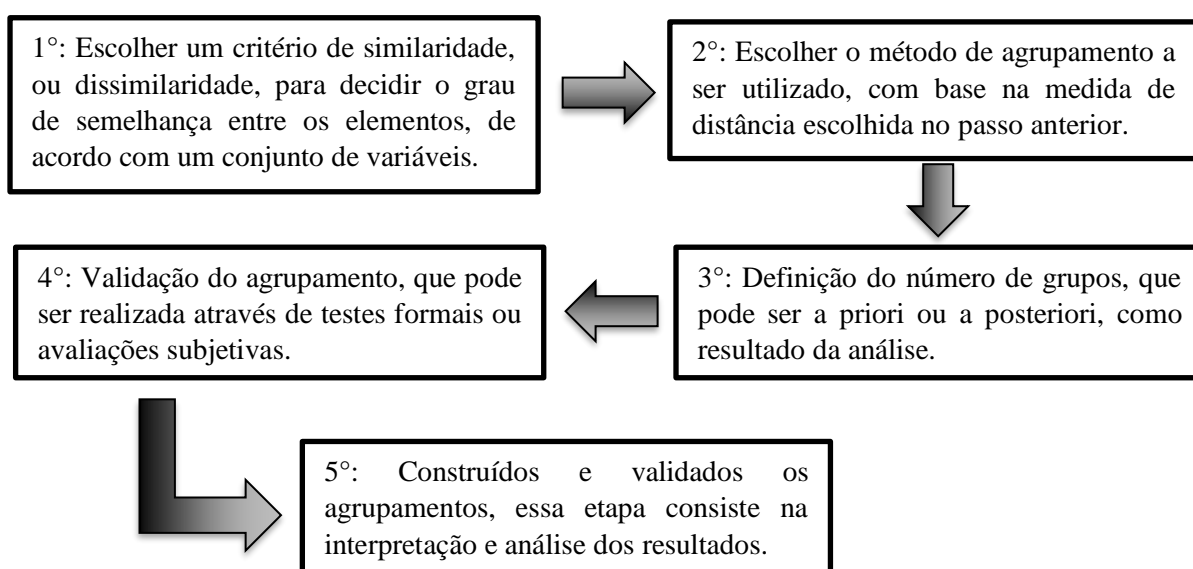 1°: Escolher um critério de similaridade,
ou dissimilaridade, para decidir o grau
de semelhança entre os elementos, de
acordo com um conjunto de variáveis.
2°: Escolher o método de agrupamento a
ser utilizado, com base na medida de
distância escolhida no passo anterior.
3°: Definição do número de grupos, que
pode ser a priori ou a posteriori, como
resultado da análise.
4°: Validação do agrupamento, que pode
ser realizada através de testes formais ou
avaliações subjetivas.
5°: Construídos e validados os
agrupamentos, essa etapa consiste na
interpretação e análise dos resultados.